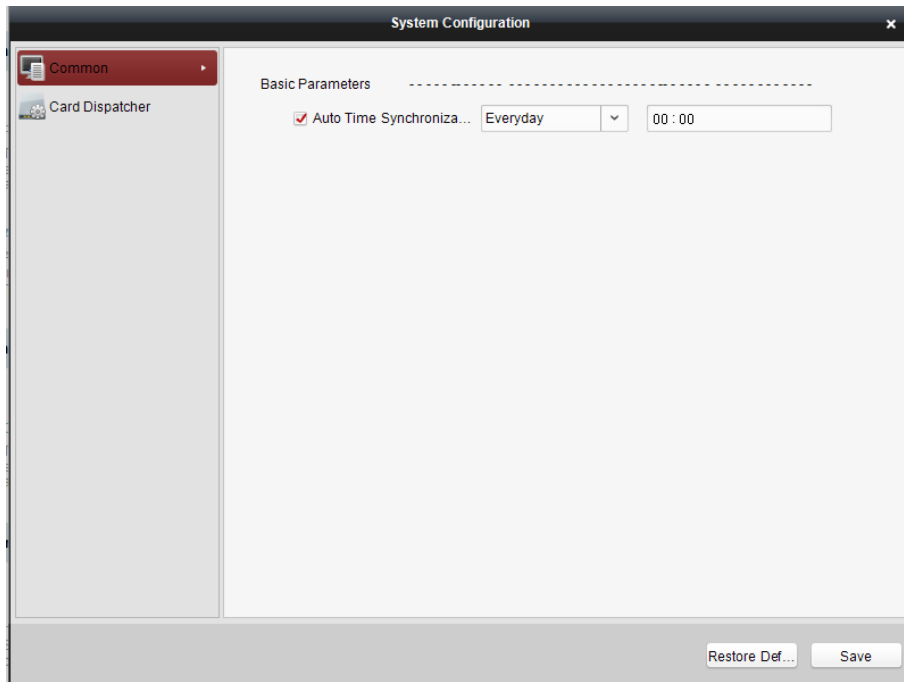 System Configuration
Common
Card Dispatcher
Basic Parameters
Auto Time Synchroniza... Everyday 00 : 00
Restore Def... Save